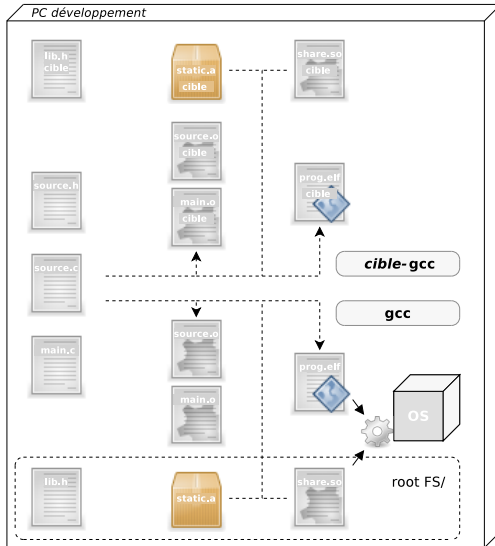 PC développement
lib.h
cible
static.a
cible
share.so
cible
source.o
cible
source.h
main.o
cible
prog.elf
cible
source.c
cible-gcc
gcc
source.o
main.c
main.o
prog.elf
OS
lib.h
static.a
share.so
root FS/